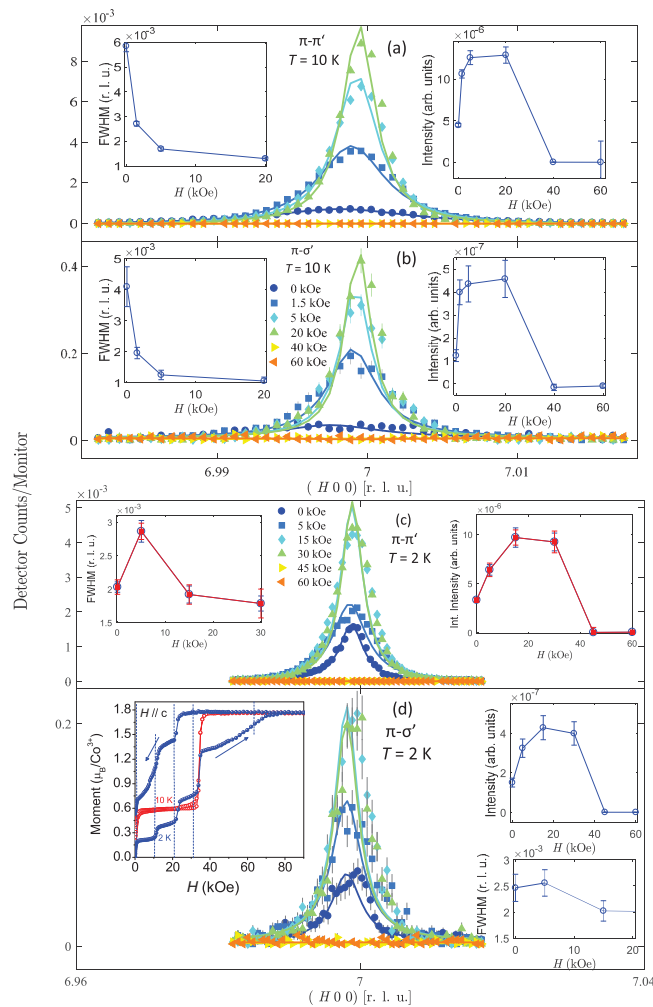 ×10⁻³
π-π‘
(a)
T = 10 K
×10⁻³
FWHM (r. l. u.)
6
5
4
3
2
1
0
10
20
H (kOe)
×10⁻⁶
Intensity (arb. units)
10
5
0
0
20
40
60
H (kOe)
8
6
4
2
0
π-σ’
(b)
T = 10 K
0 kOe
1.5 kOe
5 kOe
20 kOe
40 kOe
60 kOe
×10⁻³
FWHM (r. l. u.)
4
3
2
1
0
10
20
H (kOe)
×10⁻⁷
Intensity (arb. units)
5
4
3
2
1
0
0
20
40
60
H (kOe)
0.4
0.2
0
6.99
7
7.01
( H 0 0 ) [r. l. u.]
Detector Counts/Monitor
×10⁻³
5
4
3
2
1
0
×10⁻³
FWHM (r. l. u.)
3
2.5
2
1.5
0
10
20
30
H (kOe)
0 kOe
5 kOe
15 kOe
30 kOe
45 kOe
60 kOe
(c)
π-π‘
T = 2 K
×10⁻⁶
Int. Intensity (arb. units)
10
5
0
0
20
40
60
H (kOe)
0.2
0
(d)
π-σ’
T = 2 K
H // c
Moment (μB/Co³⁺)
1.8
1.5
1.2
0.9
0.6
0.3
0.0
10 K
2 K
0
20
40
60
80
H (kOe)
×10⁻⁷
Intensity (arb. units)
4
2
0
0
20
40
60
H (kOe)
×10⁻³
FWHM (r. l. u.)
3
2.5
2
1.5
0
10
20
H (kOe)
6.96
7
7.04
( H 0 0 ) [r. l. u.]